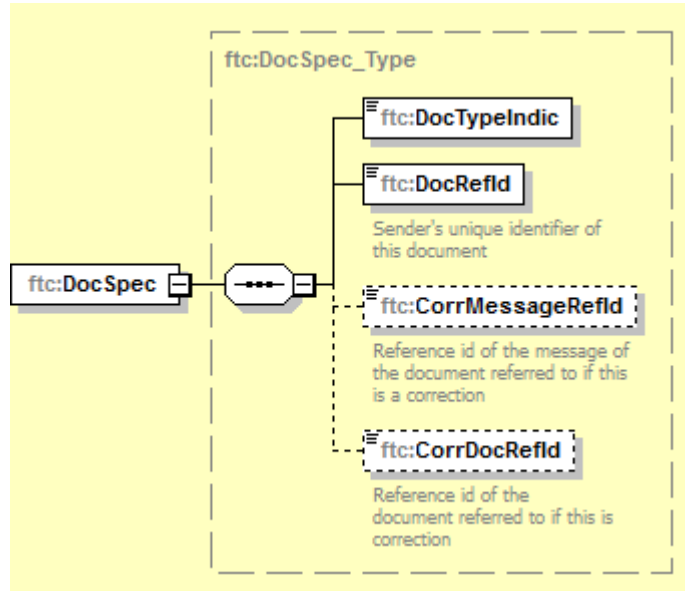 ftc:DocSpec_Type
ftc:DocTypeIndic
ftc:DocRefId
Sender's unique identifier of
this document
ftc:DocSpec
ftc:CorrMessageRefId
Reference id of the message of
the document referred to if this
is a correction
ftc:CorrDocRefId
Reference id of the
document referred to if this is
correction